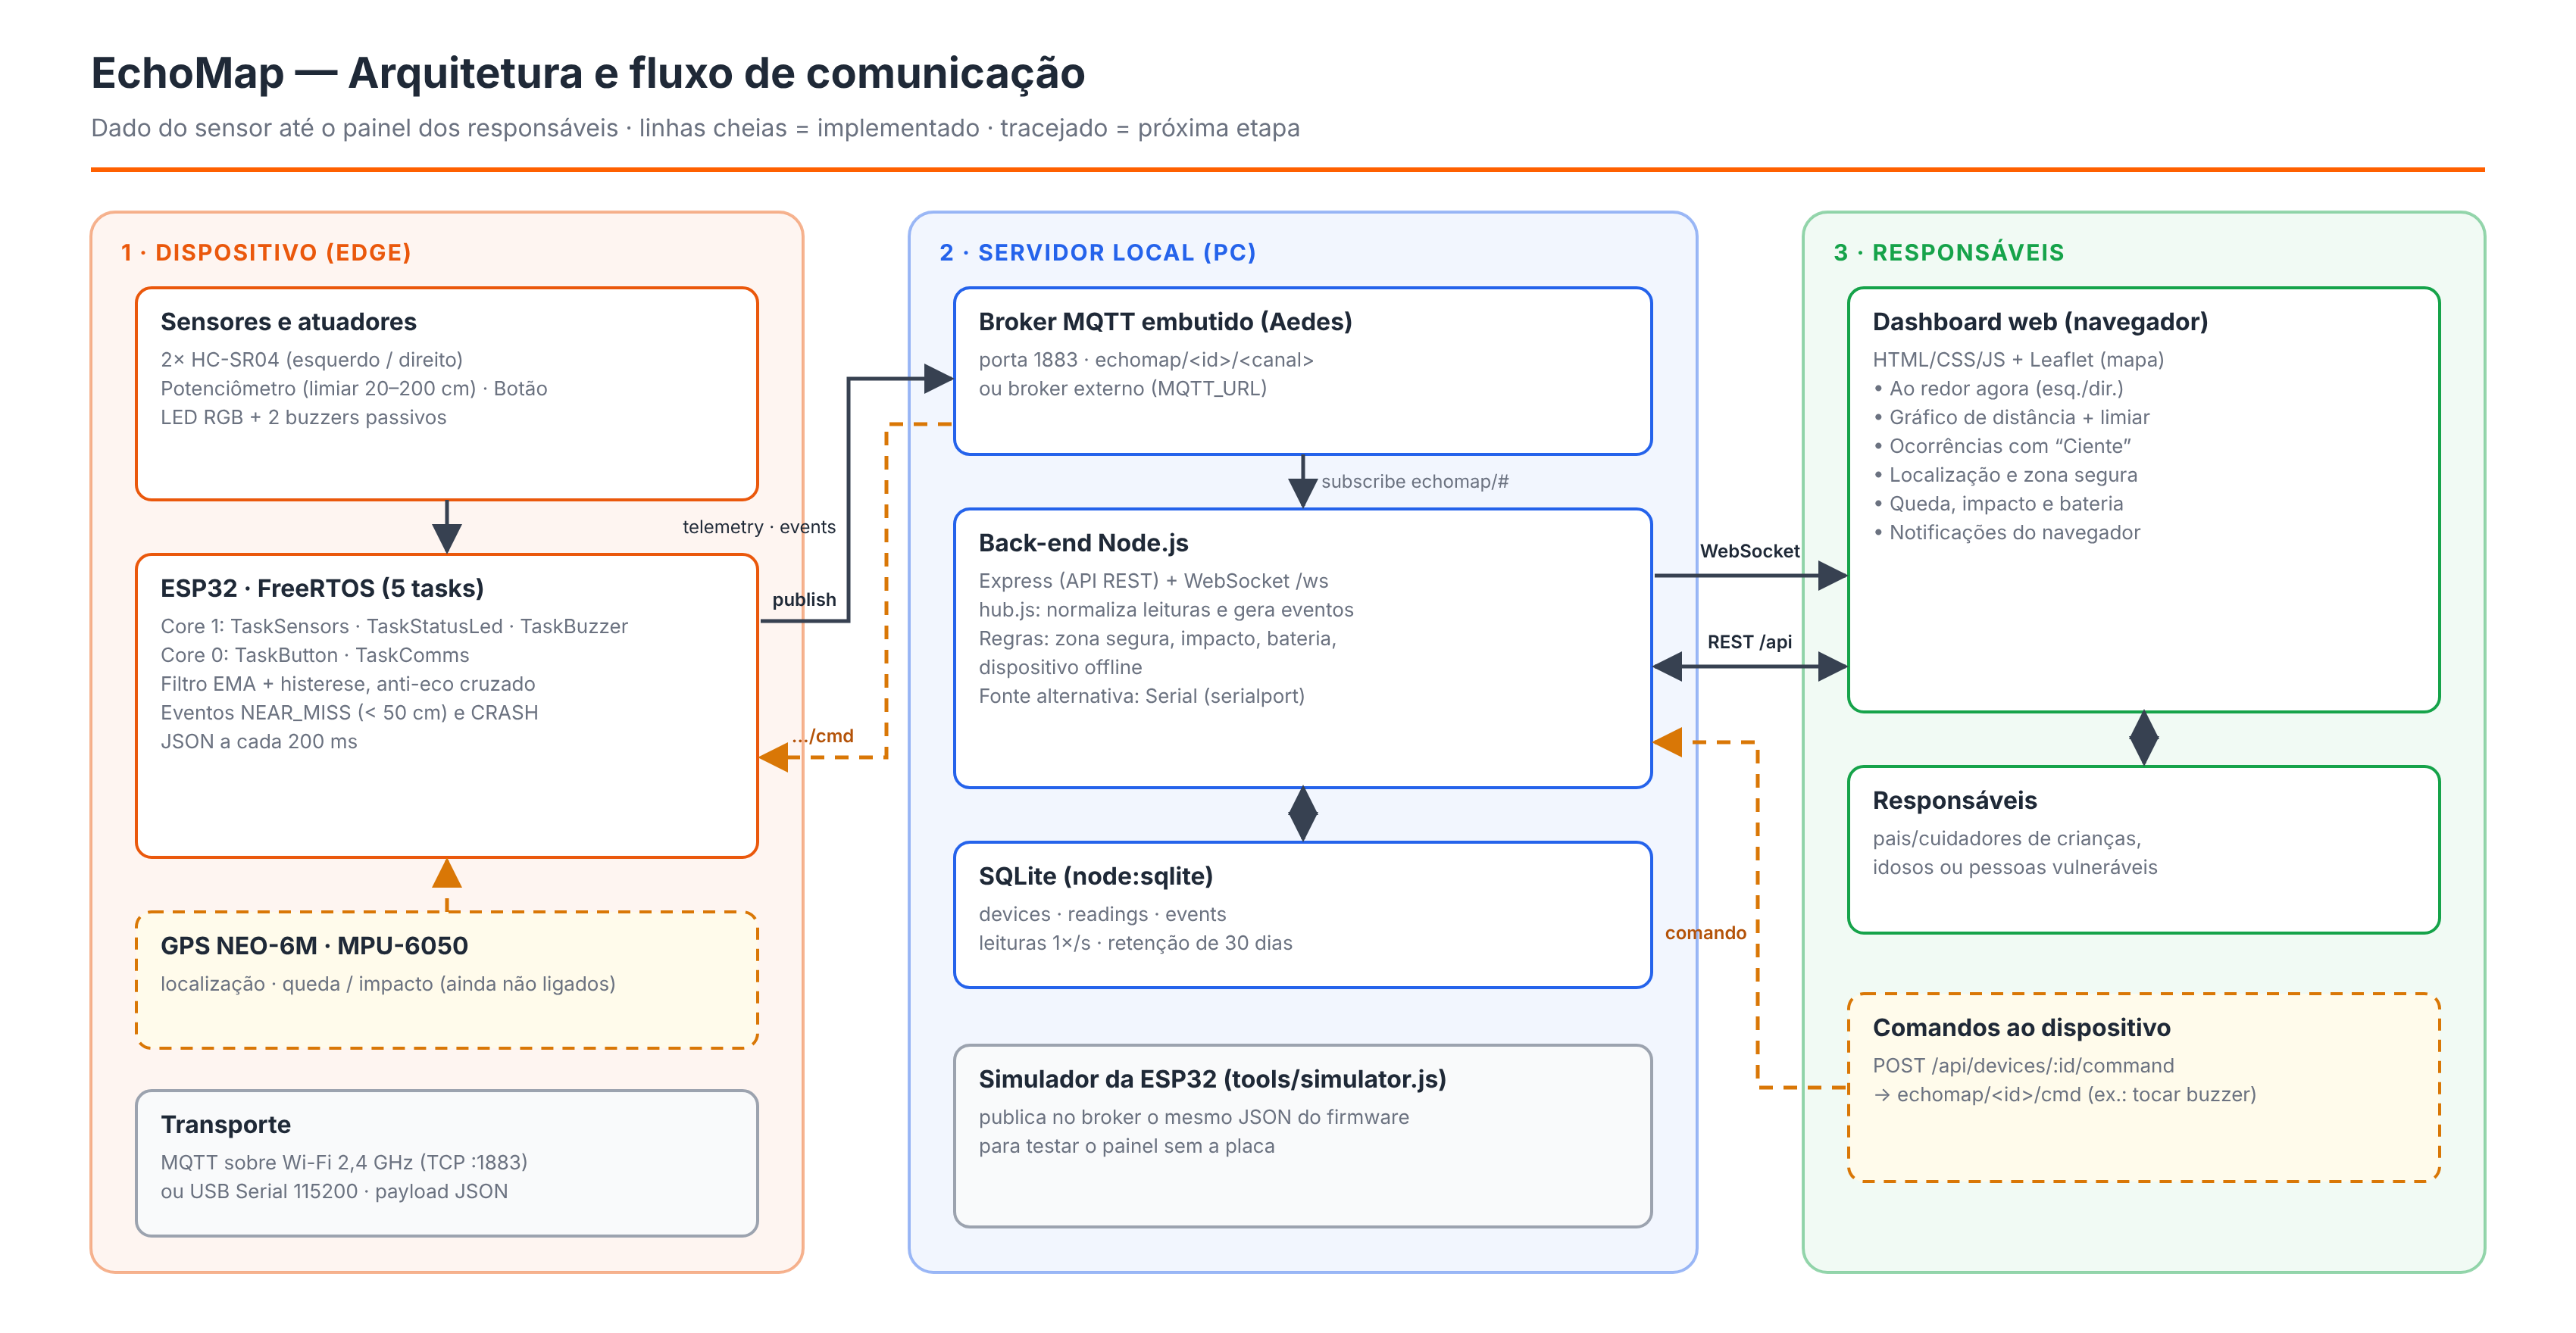 EchoMap — Arquitetura e fluxo de comunicação
Dado do sensor até o painel dos responsáveis · linhas cheias = implementado · tracejado = próxima etapa
1 · DISPOSITIVO (EDGE)
Sensores e atuadores
2× HC-SR04 (esquerdo / direito)
Potenciômetro (limiar 20–200 cm) · Botão
LED RGB + 2 buzzers passivos
telemetry · events
publish
ESP32 · FreeRTOS (5 tasks)
Core 1: TaskSensors · TaskStatusLed · TaskBuzzer
Core 0: TaskButton · TaskComms
Filtro EMA + histerese, anti-eco cruzado
Eventos NEAR_MISS (< 50 cm) e CRASH
JSON a cada 200 ms
.../cmd
GPS NEO-6M · MPU-6050
localização · queda / impacto (ainda não ligados)
Transporte
MQTT sobre Wi-Fi 2,4 GHz (TCP :1883)
ou USB Serial 115200 · payload JSON
2 · SERVIDOR LOCAL (PC)
Broker MQTT embutido (Aedes)
porta 1883 · echomap/<id>/<canal>
ou broker externo (MQTT_URL)
subscribe echomap/#
Back-end Node.js
Express (API REST) + WebSocket /ws
hub.js: normaliza leituras e gera eventos
Regras: zona segura, impacto, bateria,
dispositivo offline
Fonte alternativa: Serial (serialport)
SQLite (node:sqlite)
devices · readings · events
leituras 1×/s · retenção de 30 dias
Simulador da ESP32 (tools/simulator.js)
publica no broker o mesmo JSON do firmware
para testar o painel sem a placa
WebSocket
REST /api
comando
3 · RESPONSÁVEIS
Dashboard web (navegador)
HTML/CSS/JS + Leaflet (mapa)
• Ao redor agora (esq./dir.)
• Gráfico de distância + limiar
• Ocorrências com “Ciente”
• Localização e zona segura
• Queda, impacto e bateria
• Notificações do navegador
Responsáveis
pais/cuidadores de crianças,
idosos ou pessoas vulneráveis
Comandos ao dispositivo
POST /api/devices/:id/command
→ echomap/<id>/cmd (ex.: tocar buzzer)